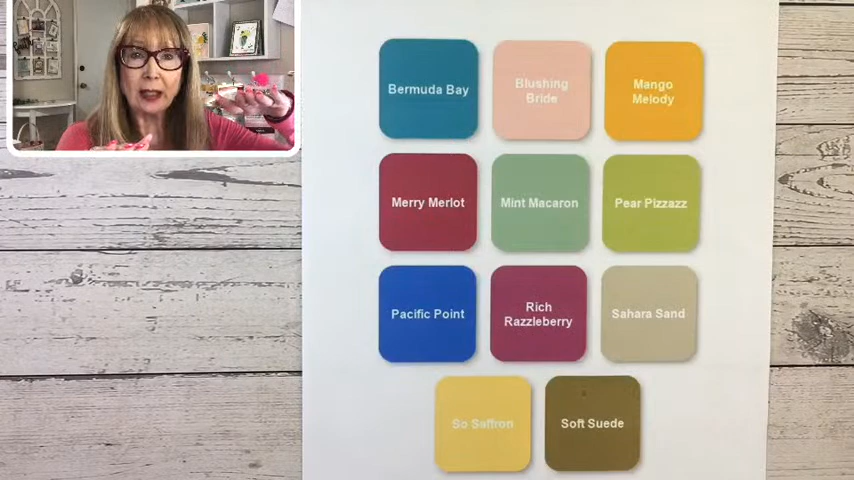 Bermuda Bay
Blushing
Bride
Mango
Melody
Merry Merlot
Mint Macaron
Pear Pizzazz
Pacific Point
Rich
Razzleberry
Sahara Sand
So Saffron
Soft Suede